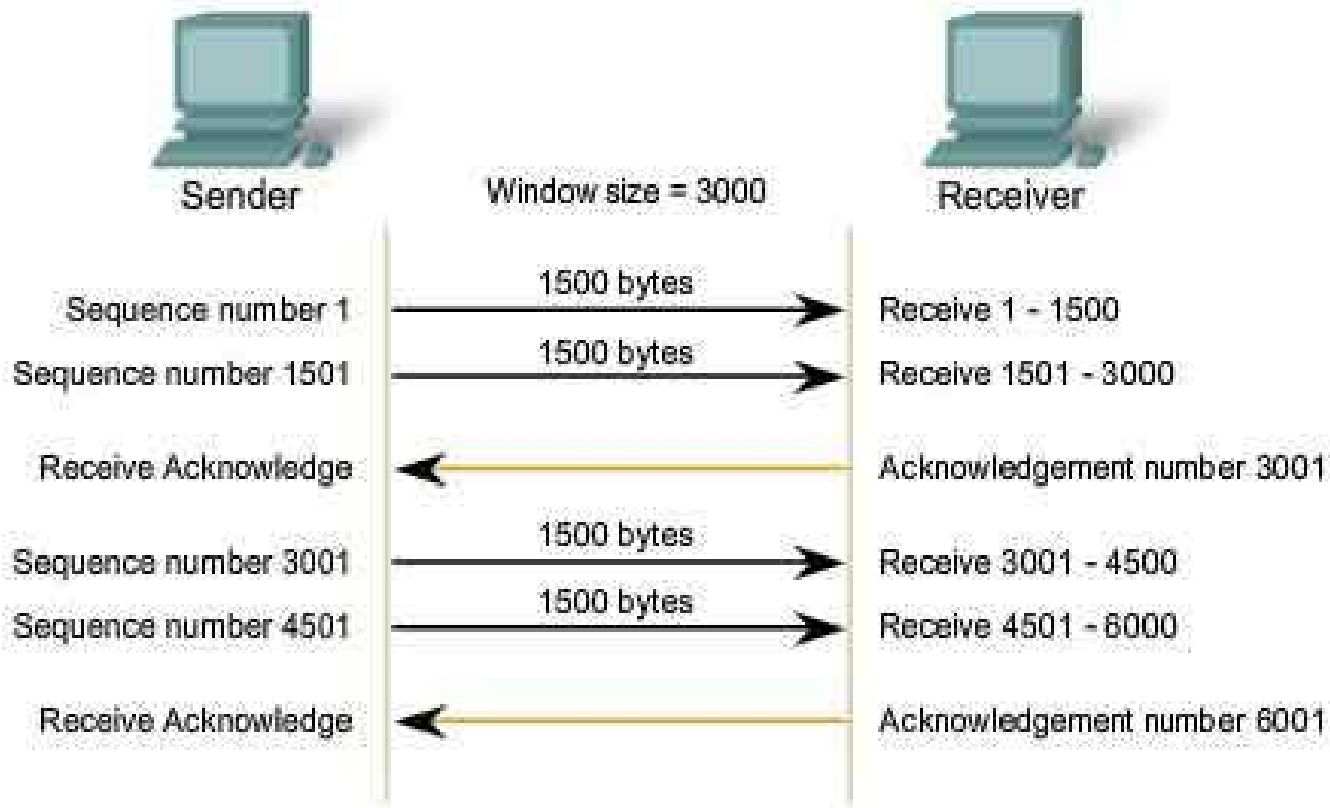 Sender
Window size = 3000
Receiver
1500 bytes
Sequence number 1
Receive 1 - 1500
1500 bytes
Sequence number 1501
Receive 1501 - 3000
Receive Acknowledge
Acknowledgement number 3001
1500 bytes
Sequence number 3001
Receive 3001 - 4500
1500 bytes
Sequence number 4501
Receive 4501 - 6000
Receive Acknowledge
Acknowledgement number 6001